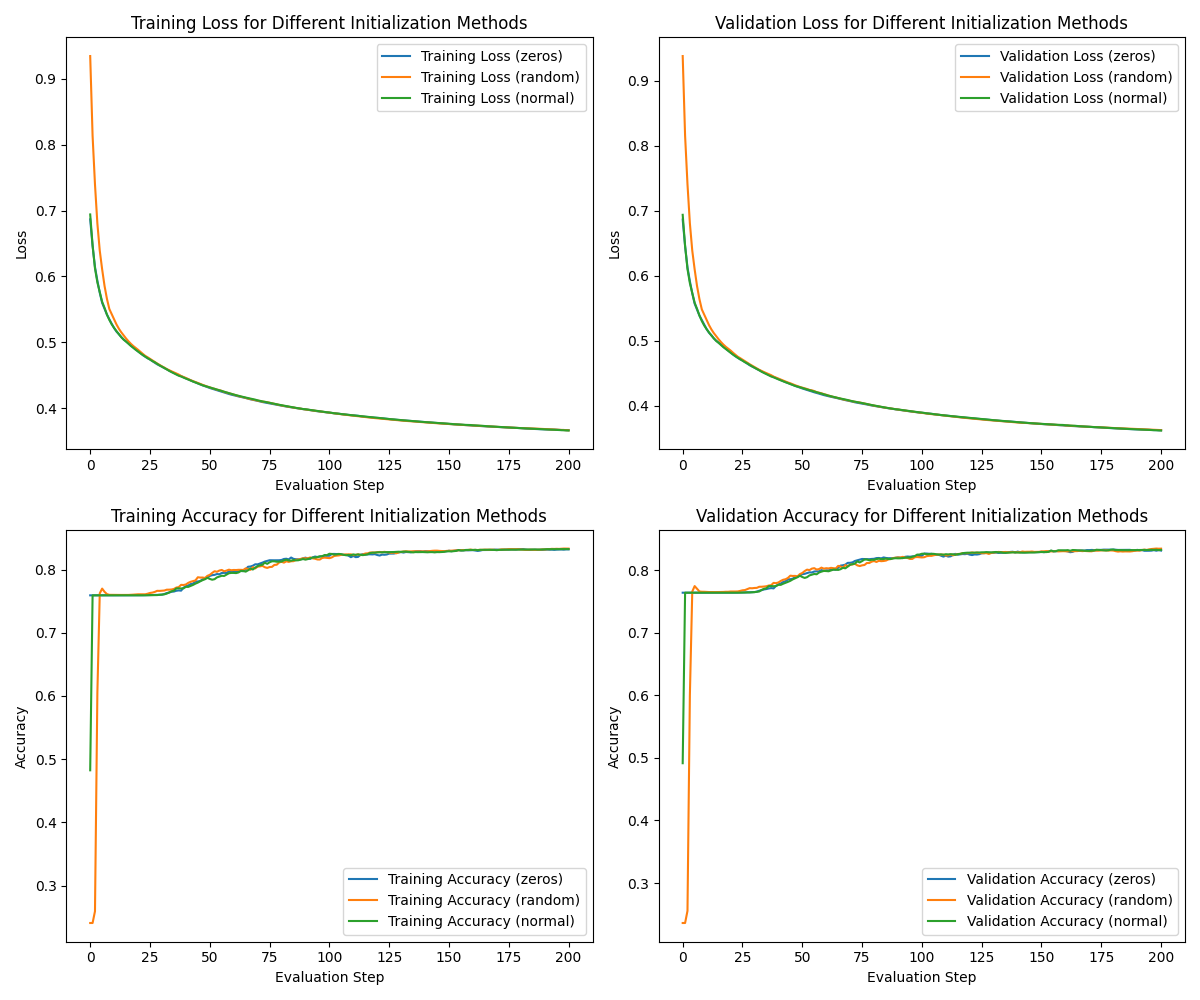 Training Loss for Different Initialization Methods
Loss
0.9
0.8
0.7
0.6
0.5
0.4
Training Loss (zeros)
Training Loss (random)
Training Loss (normal)
0 25 50 75 100 125 150 175 200
Evaluation Step
Validation Loss for Different Initialization Methods
Loss
0.9
0.8
0.7
0.6
0.5
0.4
Validation Loss (zeros)
Validation Loss (random)
Validation Loss (normal)
0 25 50 75 100 125 150 175 200
Evaluation Step
Training Accuracy for Different Initialization Methods
Accuracy
0.8
0.7
0.6
0.5
0.4
0.3
Training Accuracy (zeros)
Training Accuracy (random)
Training Accuracy (normal)
0 25 50 75 100 125 150 175 200
Evaluation Step
Validation Accuracy for Different Initialization Methods
Accuracy
0.8
0.7
0.6
0.5
0.4
0.3
Validation Accuracy (zeros)
Validation Accuracy (random)
Validation Accuracy (normal)
0 25 50 75 100 125 150 175 200
Evaluation Step